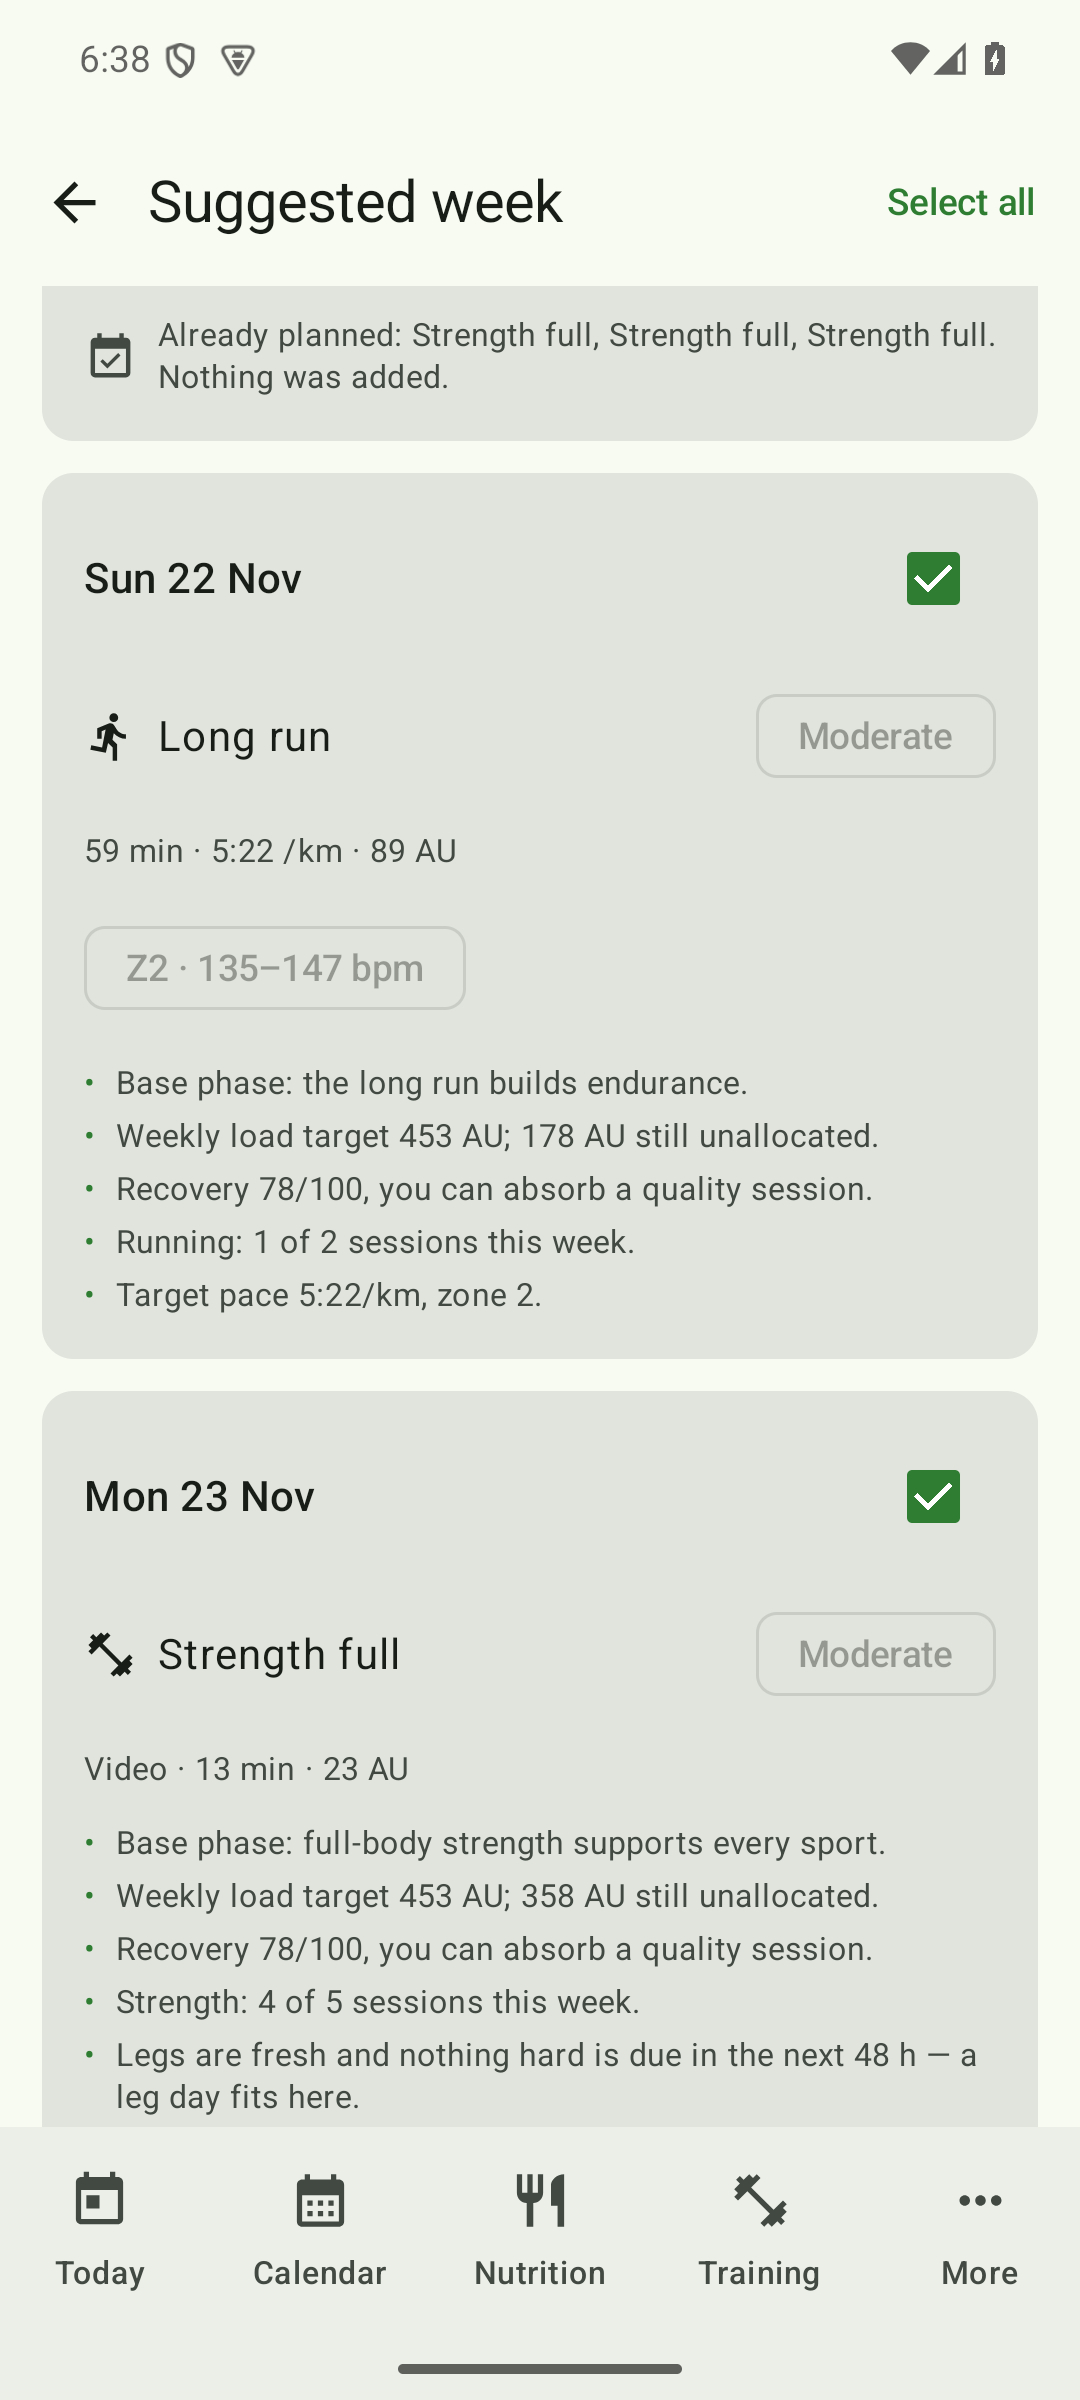 6:38
Suggested week
Select all
Already planned: Strength full, Strength full, Strength full.
Nothing was added.
Sun 22 Nov
Long run
Moderate
59 min · 5:22 /km · 89 AU
Z2 · 135–147 bpm
• Base phase: the long run builds endurance.
• Weekly load target 453 AU; 178 AU still unallocated.
• Recovery 78/100, you can absorb a quality session.
• Running: 1 of 2 sessions this week.
• Target pace 5:22/km, zone 2.
Mon 23 Nov
Strength full
Moderate
Video · 13 min · 23 AU
• Base phase: full-body strength supports every sport.
• Weekly load target 453 AU; 358 AU still unallocated.
• Recovery 78/100, you can absorb a quality session.
• Strength: 4 of 5 sessions this week.
• Legs are fresh and nothing hard is due in the next 48 h — a
leg day fits here.
Today
Calendar
Nutrition
Training
More